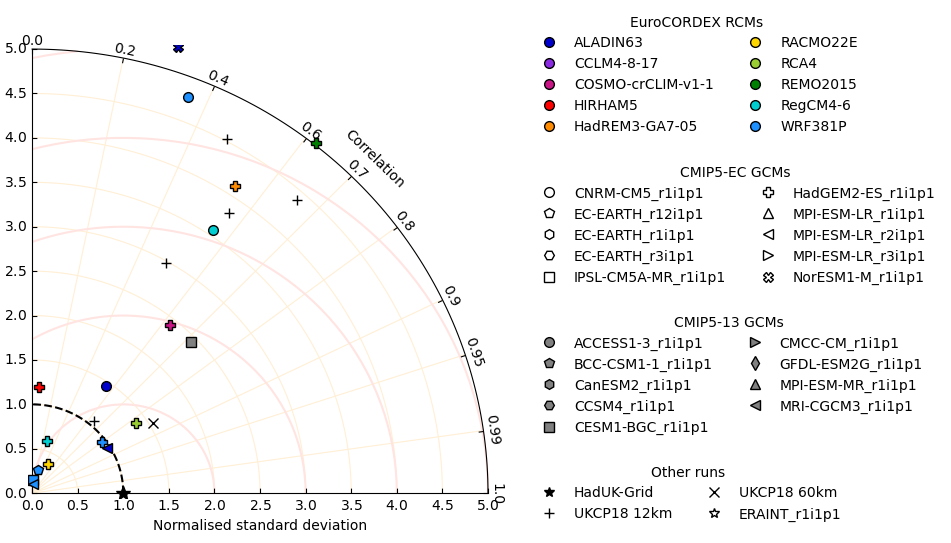 0.0
0.2
0.4
0.6
0.7
0.8
0.9
0.95
0.99
1.0
Correlation
5.0
4.5
4.0
3.5
3.0
2.5
2.0
1.5
1.0
0.5
0.0
0.0 0.5 1.0 1.5 2.0 2.5 3.0 3.5 4.0 4.5 5.0
Normalised standard deviation
EuroCORDEX RCMs
ALADIN63 RACMO22E
CCLM4-8-17 RCA4
COSMO-crCLIM-v1-1 REMO2015
HIRHAM5 RegCM4-6
HadREM3-GA7-05 WRF381P
CMIP5-EC GCMs
CNRM-CM5_r1i1p1 HadGEM2-ES_r1i1p1
EC-EARTH_r12i1p1 MPI-ESM-LR_r1i1p1
EC-EARTH_r1i1p1 MPI-ESM-LR_r2i1p1
EC-EARTH_r3i1p1 MPI-ESM-LR_r3i1p1
IPSL-CM5A-MR_r1i1p1 NorESM1-M_r1i1p1
CMIP5-13 GCMs
ACCESS1-3_r1i1p1 CMCC-CM_r1i1p1
BCC-CSM1-1_r1i1p1 GFDL-ESM2G_r1i1p1
CanESM2_r1i1p1 MPI-ESM-MR_r1i1p1
CCSM4_r1i1p1 MRI-CGCM3_r1i1p1
CESM1-BGC_r1i1p1
Other runs
HadUK-Grid UKCP18 60km
UKCP18 12km ERAINT_r1i1p1